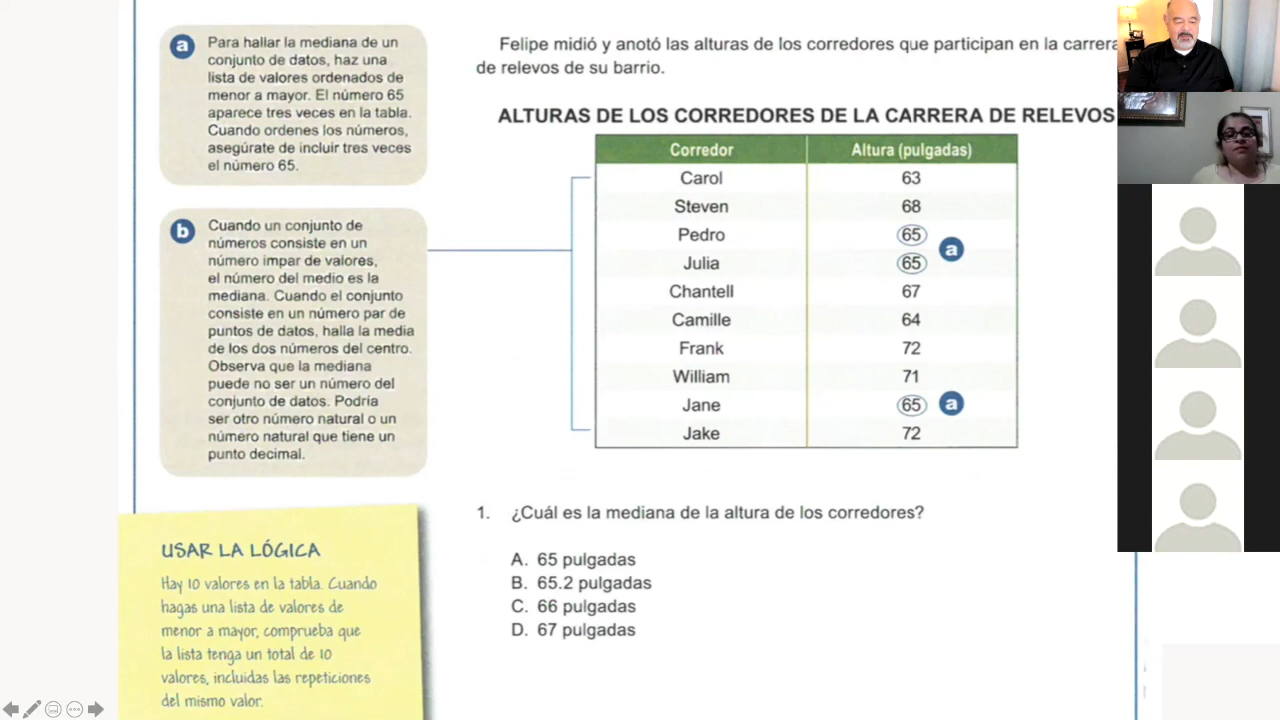 a Para hallar la mediana de un
conjunto de datos, haz una
lista de valores ordenados de
menor a mayor. El número 65
aparece tres veces en la tabla.
Cuando ordenes los números,
asegúrate de incluir tres veces
el número 65.
b Cuando un conjunto de
números consiste en un
número impar de valores,
el número del medio es la
mediana. Cuando el conjunto
consiste en un número par de
puntos de datos, halla la media
de los dos números del centro.
Observa que la mediana
puede no ser un número del
conjunto de datos. Podría
ser otro número natural o un
número natural que tiene un
punto decimal.
USAR LA LÓGICA
Hay 10 valores en la tabla. Cuando
hagas una lista de valores de
menor a mayor, comprueba que
la lista tenga un total de 10
valores, incluidas las repeticiones
del mismo valor.
Felipe midió y anotó las alturas de los corredores que participan en la carrera
de relevos de su barrio.
ALTURAS DE LOS CORREDORES DE LA CARRERA DE RELEVOS
Corredor Altura (pulgadas)
Carol 63
Steven 68
Pedro 65 a
Julia 65
Chantell 67
Camille 64
Frank 72
William 71
Jane 65 a
Jake 72
1. ¿Cuál es la mediana de la altura de los corredores?
A. 65 pulgadas
B. 65.2 pulgadas
C. 66 pulgadas
D. 67 pulgadas